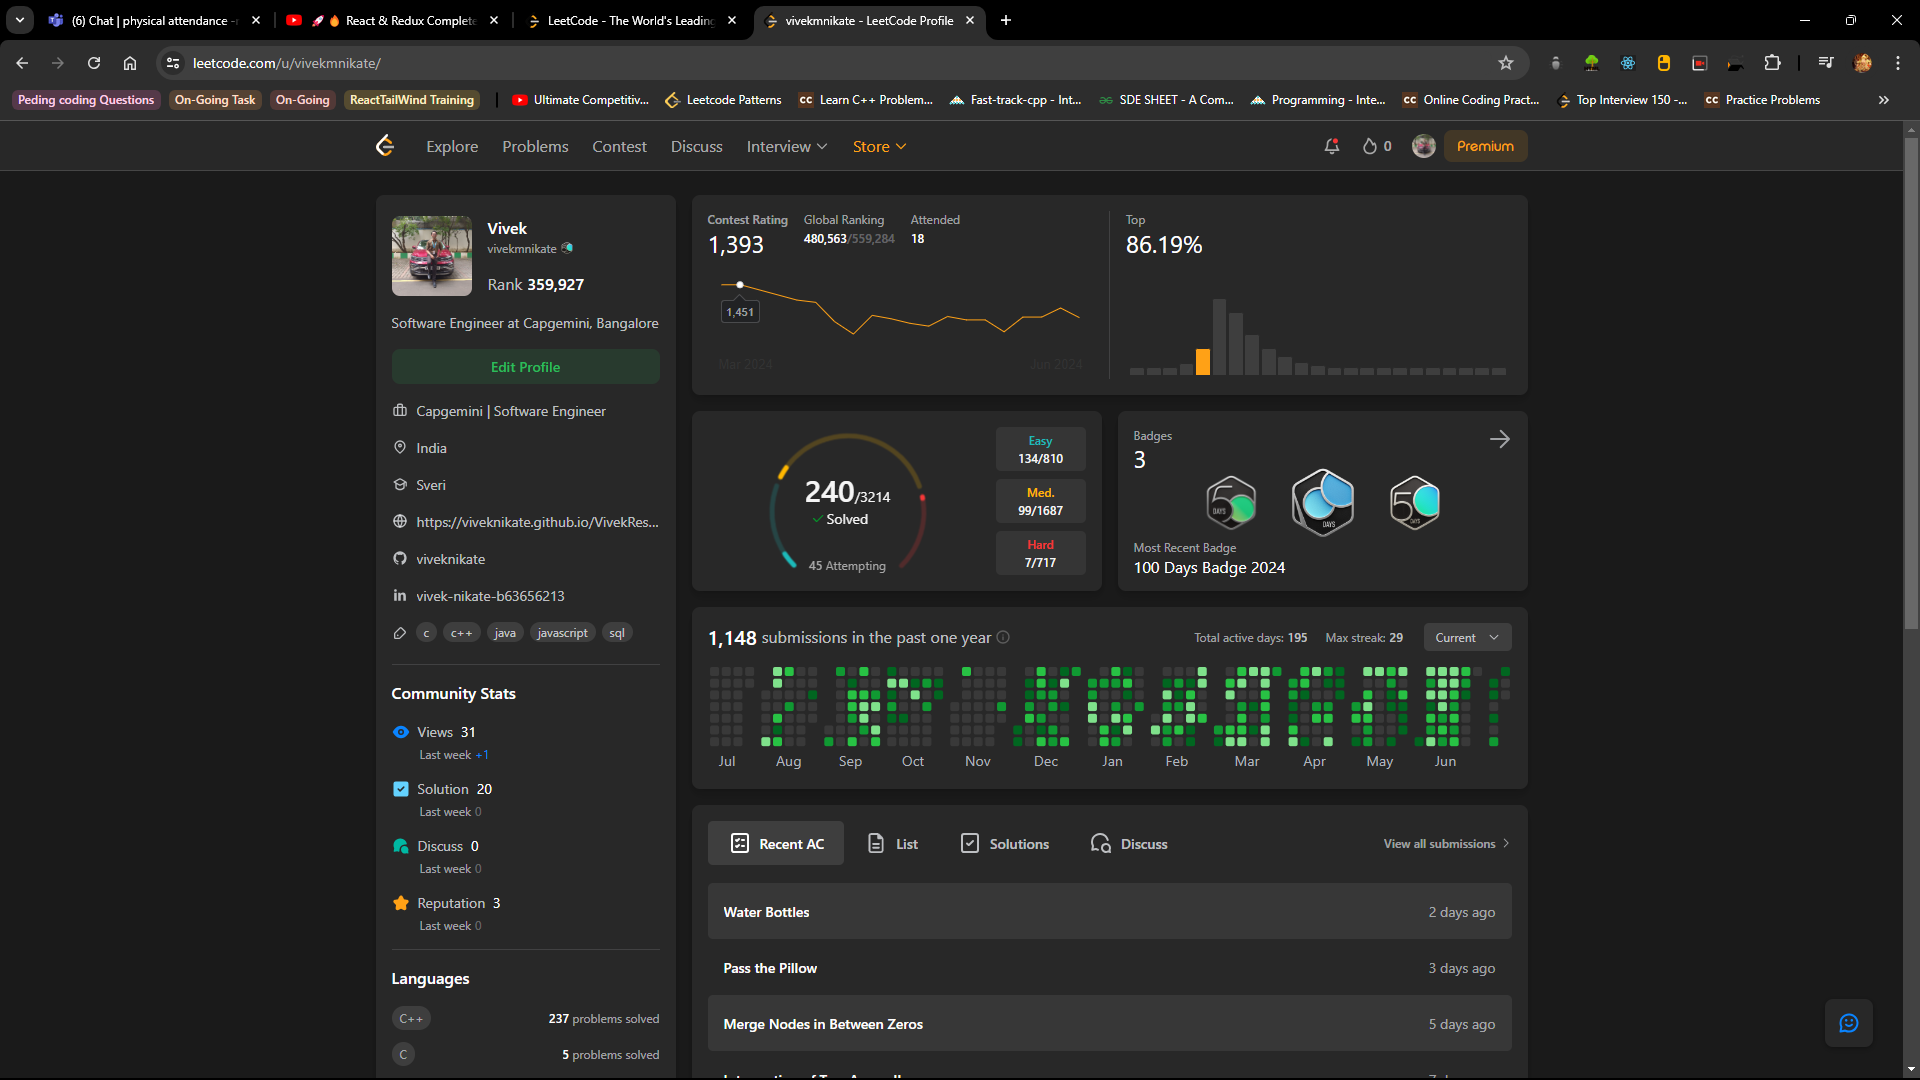 (6) Chat | physical attendance -
🚀🔥 React & Redux Complete
LeetCode - The World's Leading
vivekmnikate - LeetCode Profile
leetcode.com/u/vivekmnikate/
Peding coding Questions
On-Going Task
On-Going
ReactTailWind Training
Ultimate Competitiv...
Leetcode Patterns
CC Learn C++ Problem...
Fast-track-cpp - Int...
SDE SHEET - A Com...
Programming - Inte...
CC Online Coding Pract...
Top Interview 150 -...
CC Practice Problems
Explore
Problems
Contest
Discuss
Interview
Store
0
Premium
Vivek
vivekmnikate
Rank 359,927
Software Engineer at Capgemini, Bangalore
Edit Profile
Capgemini | Software Engineer
India
Sveri
https://viveknikate.github.io/VivekRes...
viveknikate
in vivek-nikate-b63656213
c
c++
java
javascript
sql
Community Stats
Views 31
Last week +1
Solution 20
Last week 0
Discuss 0
Last week 0
Reputation 3
Last week 0
Languages
C++
237 problems solved
C
5 problems solved
Contest Rating
1,393
Global Ranking
480,563/559,284
Attended
18
1,451
Mar 2024
Jun 2024
Top
86.19%
240/3214
Solved
45 Attempting
Easy
134/810
Med.
99/1687
Hard
7/717
Badges
3
50
DAYS
DAYS
50
DAYS
Most Recent Badge
100 Days Badge 2024
1,148 submissions in the past one year
Total active days: 195
Max streak: 29
Current
Jul
Aug
Sep
Oct
Nov
Dec
Jan
Feb
Mar
Apr
May
Jun
Recent AC
List
Solutions
Discuss
View all submissions
Water Bottles
2 days ago
Pass the Pillow
3 days ago
Merge Nodes in Between Zeros
5 days ago